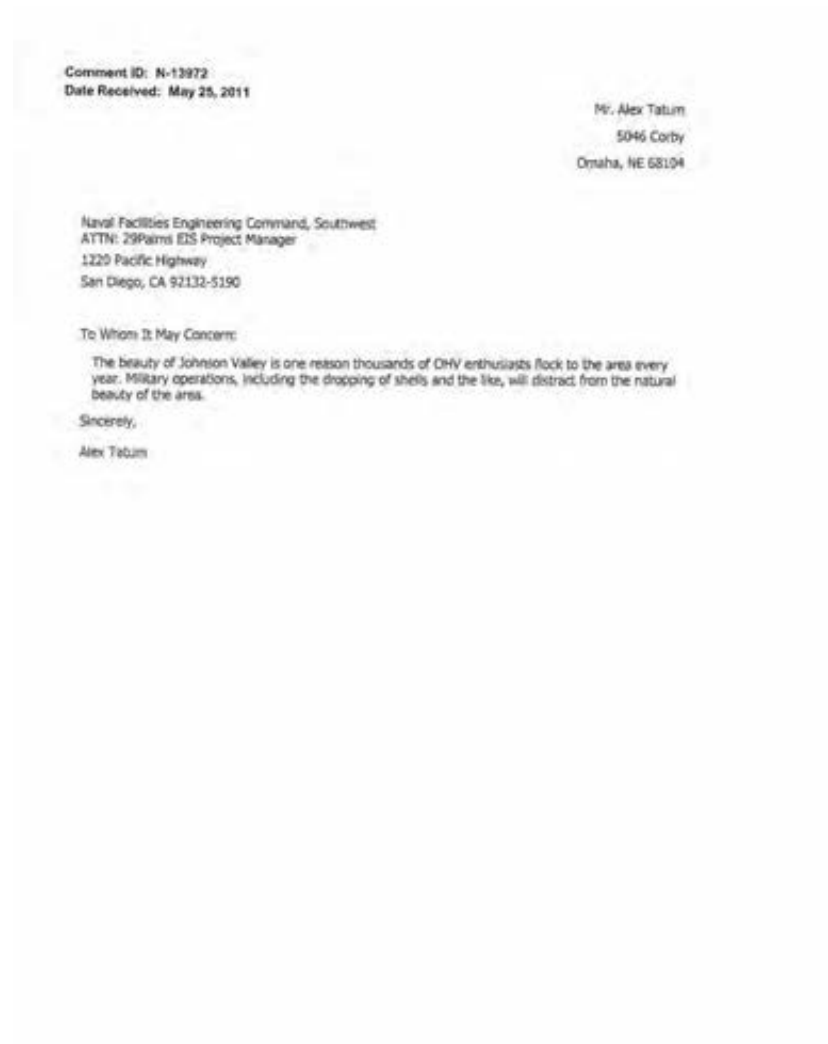 Comment ID: N-13972
Date Received: May 25, 2011
Mr. Alex Tatum
5046 Corby
Omaha, NE 68104
Naval Facilities Engineering Command, Southwest
ATTN: 29Palms EIS Project Manager
1220 Pacific Highway
San Diego, CA 92132-5190
To Whom It May Concern:
The beauty of Johnson Valley is one reason thousands of OHV enthusiasts flock to the area every
year. Military operations, including the dropping of shells and the like, will distract from the natural
beauty of the area.
Sincerely,
Alex Tatum